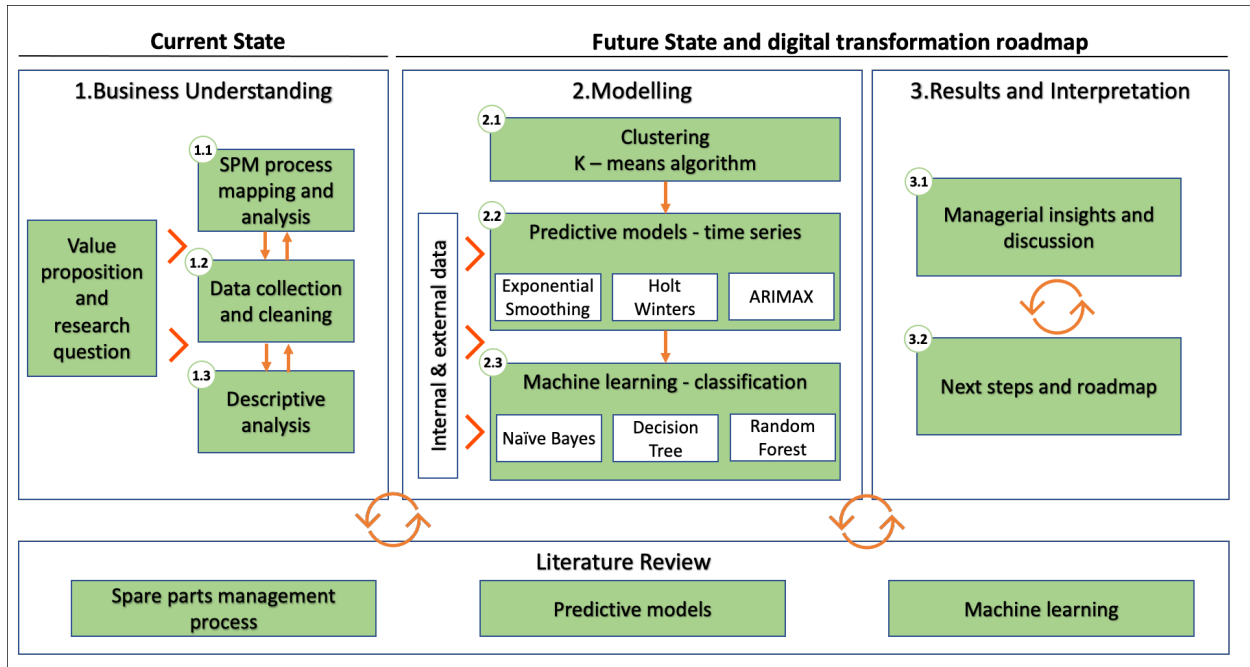 Current State
Future State and digital transformation roadmap
1.Business Understanding
1.1
SPM process
mapping and
analysis
Value
proposition
and
research
question
1.2
Data collection
and cleaning
1.3
Descriptive
analysis
2.Modelling
2.1
Clustering
K – means algorithm
Internal & external data
2.2
Predictive models - time series
Exponential
Smoothing
Holt
Winters
ARIMAX
2.3
Machine learning - classification
Naïve Bayes
Decision
Tree
Random
Forest
3.Results and Interpretation
3.1
Managerial insights and
discussion
3.2
Next steps and roadmap
Literature Review
Spare parts management
process
Predictive models
Machine learning